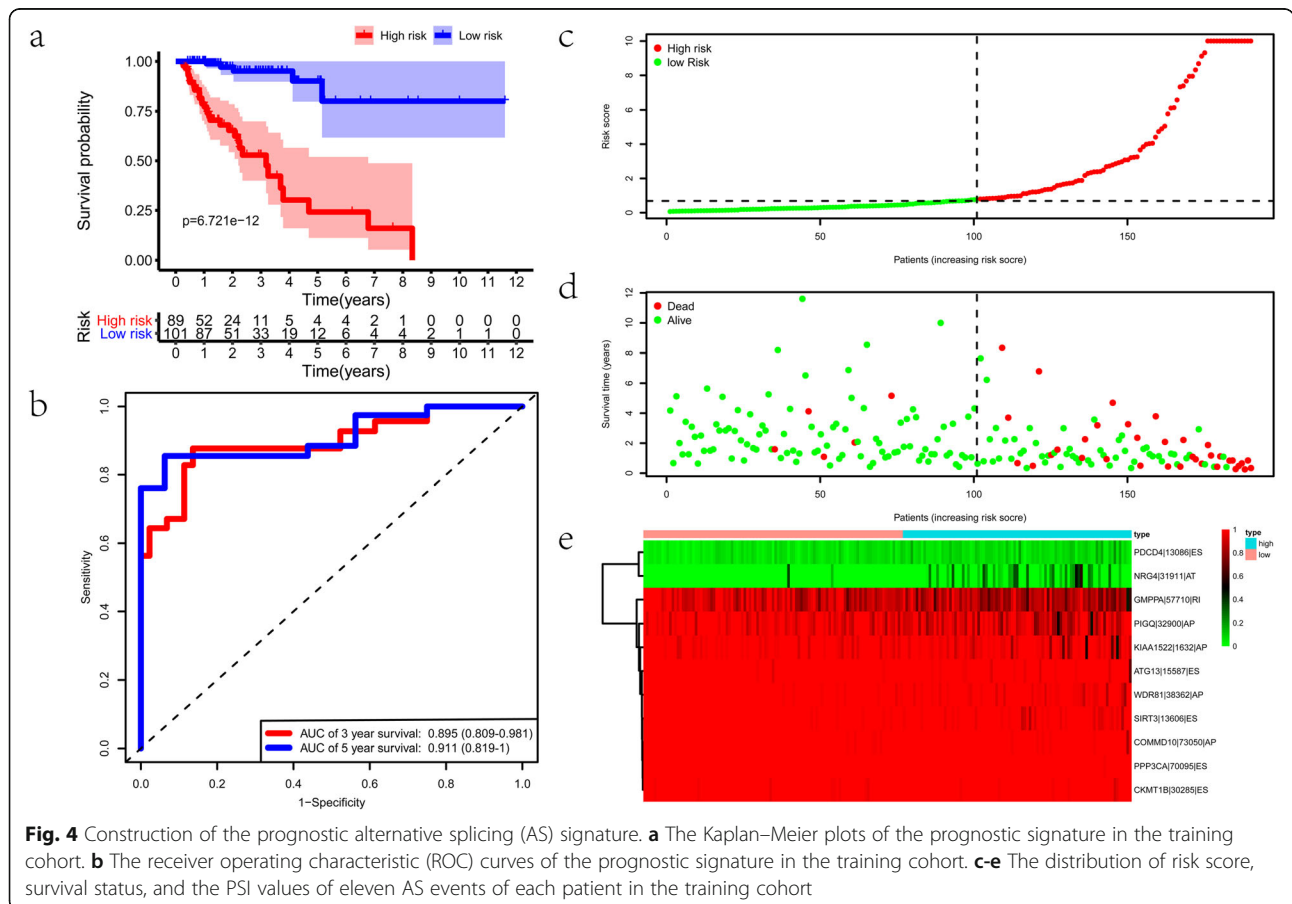 a
High risk Low risk
1.00
0.75
0.50
0.25
0.00
Survival probability
p=6.721e−12
0 1 2 3 4 5 6 7 8 9 10 11 12
Time(years)
Risk
High risk 89 52 24 11 5 4 4 2 1 0 0 0 0
Low risk 101 87 51 33 19 12 6 4 4 2 1 1 0
0 1 2 3 4 5 6 7 8 9 10 11 12
Time(years)
b
1.0
0.8
0.6
0.4
0.2
0.0
Sensitivity
AUC of 3 year survival: 0.895 (0.809-0.981)
AUC of 5 year survival: 0.911 (0.819-1)
0.0 0.2 0.4 0.6 0.8 1.0
1-Specificity
c
High risk
low Risk
10
8
6
4
2
0
Risk score
0 50 100 150
Patients (increasing risk socre)
d
Dead
Alive
12
10
8
6
4
2
0
Survival time (years)
0 50 100 150
Patients (increasing risk socre)
e
type
PDCD4|13086|ES
NRG4|31911|AT
GMPPA|57710|RI
PIGQ|32900|AP
KIAA1522|1632|AP
ATG13|15587|ES
WDR81|38362|AP
SIRT3|13606|ES
COMMD10|73050|AP
PPP3CA|70095|ES
CKMT1B|30285|ES
1
0.8
0.6
0.4
0.2
0
type
high
low
Fig. 4 Construction of the prognostic alternative splicing (AS) signature. a The Kaplan–Meier plots of the prognostic signature in the training
cohort. b The receiver operating characteristic (ROC) curves of the prognostic signature in the training cohort. c-e The distribution of risk score,
survival status, and the PSI values of eleven AS events of each patient in the training cohort